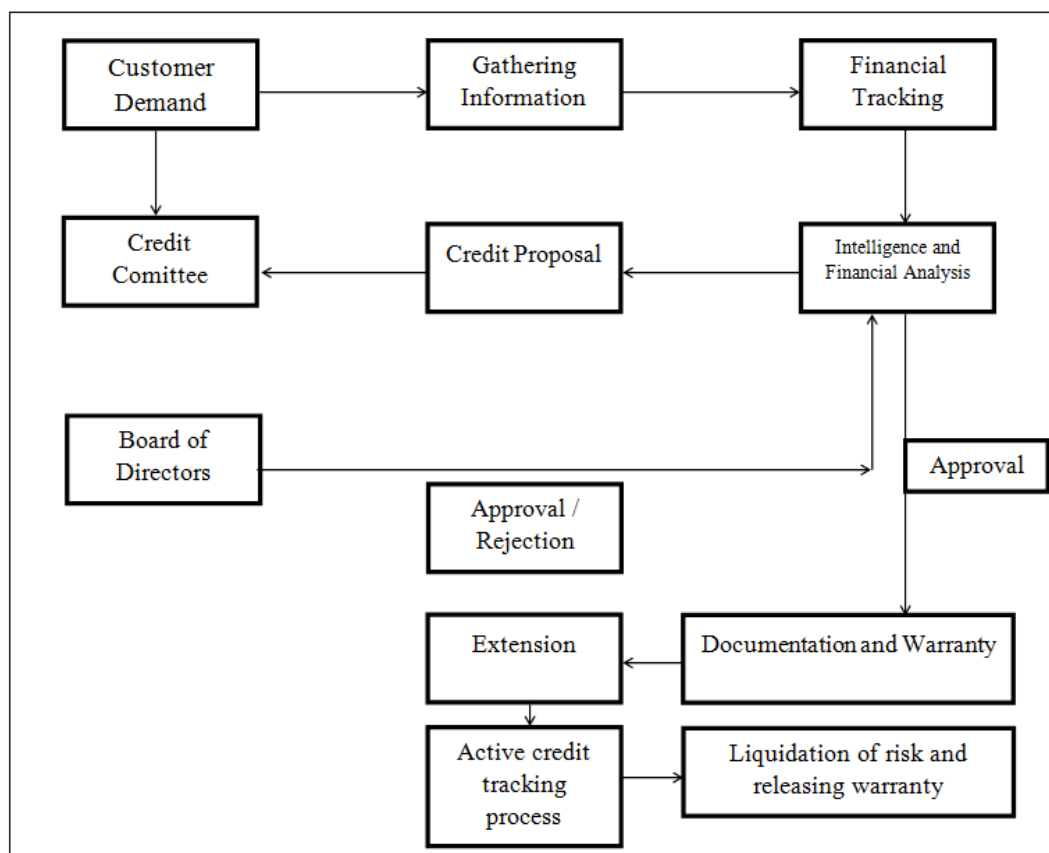 Customer
Demand
Gathering
Information
Financial
Tracking
Credit
Comittee
Credit Proposal
Intelligence and
Financial Analysis
Board of
Directors
Approval
Approval /
Rejection
Extension
Documentation and Warranty
Active credit
tracking
process
Liquidation of risk and
releasing warranty